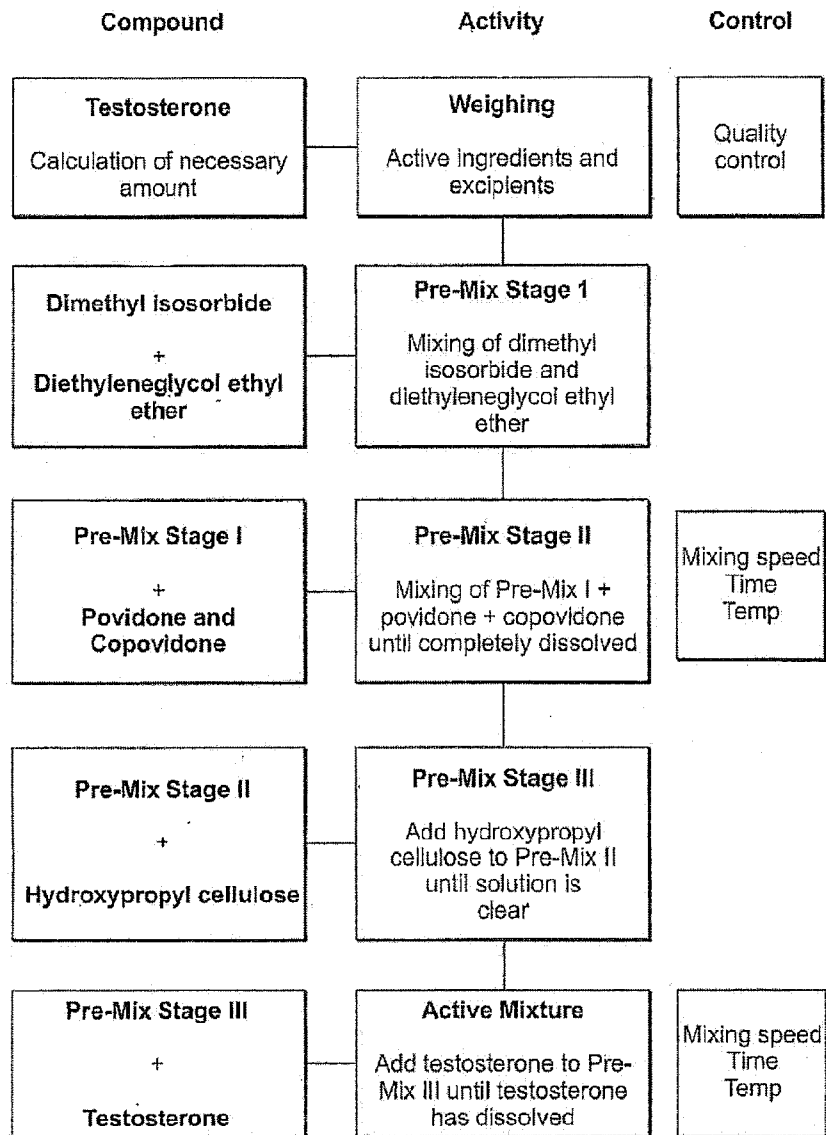 Compound
Activity
Control
Testosterone
Calculation of necessary
amount
Weighing
Active ingredients and
excipients
Quality
control
Dimethyl isosorbide
+
Diethyleneglycol ethyl
ether
Pre-Mix Stage 1
Mixing of dimethyl
isosorbide and
diethyleneglycol ethyl
ether
Pre-Mix Stage I
+
Povidone and
Copovidone
Pre-Mix Stage II
Mixing of Pre-Mix I +
povidone + copovidone
until completely dissolved
Mixing speed
Time
Temp
Pre-Mix Stage II
+
Hydroxypropyl cellulose
Pre-Mix Stage III
Add hydroxypropyl
cellulose to Pre-Mix II
until solution is
clear
Pre-Mix Stage III
+
Testosterone
Active Mixture
Add testosterone to Pre-
Mix III until testosterone
has dissolved
Mixing speed
Time
Temp